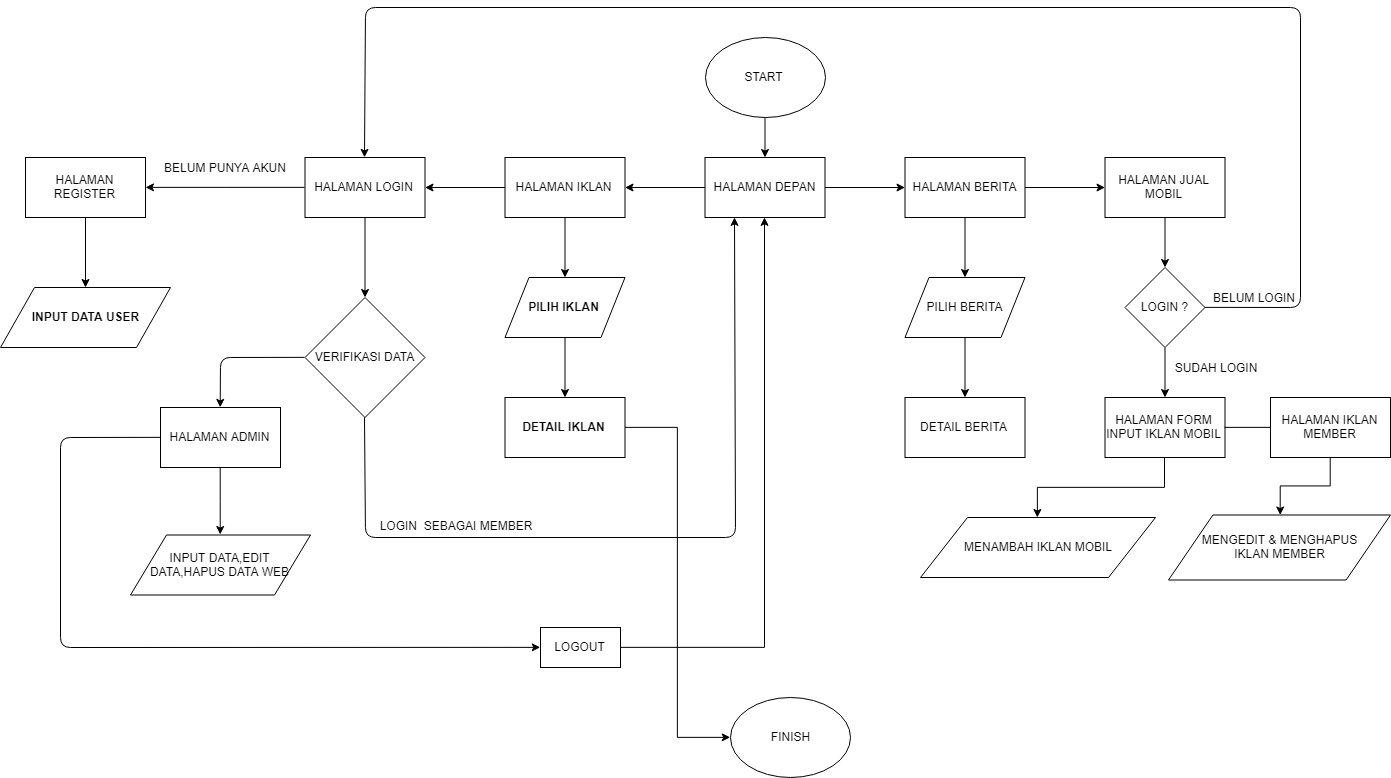 START
HALAMAN
REGISTER
BELUM PUNYA AKUN
HALAMAN LOGIN
HALAMAN IKLAN
HALAMAN DEPAN
HALAMAN BERITA
HALAMAN JUAL
MOBIL
INPUT DATA USER
PILIH IKLAN
PILIH BERITA
LOGIN ?
BELUM LOGIN
VERIFIKASI DATA
SUDAH LOGIN
HALAMAN ADMIN
DETAIL IKLAN
DETAIL BERITA
HALAMAN FORM
INPUT IKLAN MOBIL
HALAMAN IKLAN
MEMBER
LOGIN  SEBAGAI MEMBER
INPUT DATA,EDIT
DATA,HAPUS DATA WEB
MENAMBAH IKLAN MOBIL
MENGEDIT & MENGHAPUS
IKLAN MEMBER
LOGOUT
FINISH